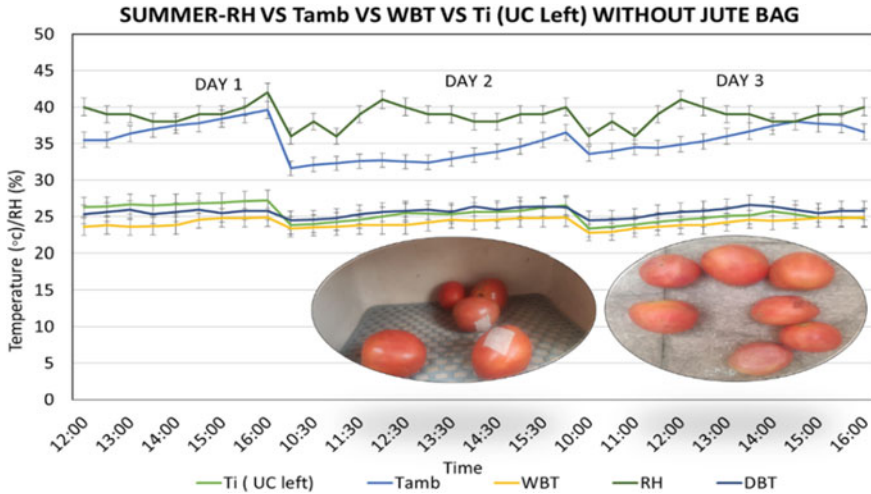 SUMMER-RH VS Tamb VS WBT VS Ti (UC Left) WITHOUT JUTE BAG
50
45
40
35
30
25
20
15
10
5
0
Temperature (◦c)/RH (%)
DAY 1
DAY 2
DAY 3
12:00
13:00
14:00
15:00
16:00
10:30
11:30
12:30
13:30
14:30
15:30
10:00
11:00
12:00
13:00
14:00
15:00
16:00
Time
Ti ( UC left)
Tamb
WBT
RH
DBT